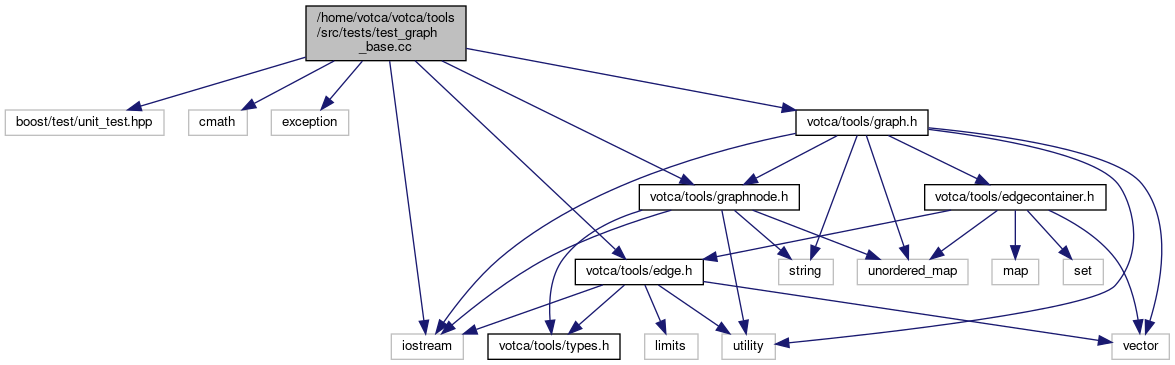 /home/votca/votca/tools
/src/tests/test_graph
_base.cc
boost/test/unit_test.hpp
cmath
exception
votca/tools/graph.h
votca/tools/graphnode.h
votca/tools/edgecontainer.h
votca/tools/edge.h
string
unordered_map
map
set
iostream
votca/tools/types.h
limits
utility
vector